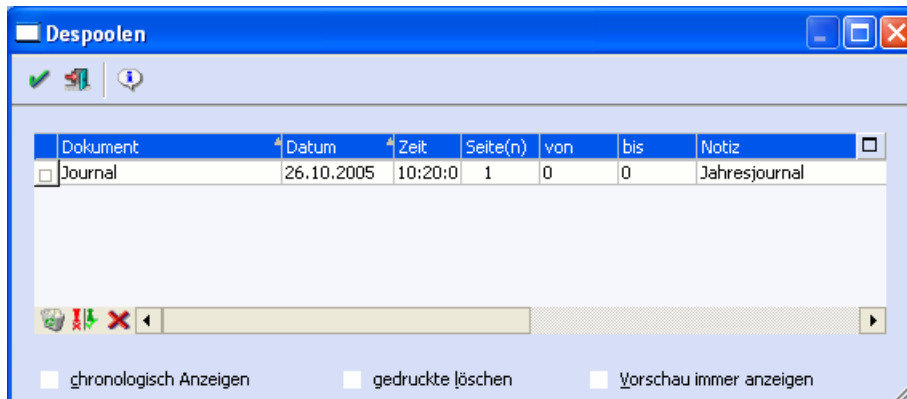 Despoolen
Dokument Datum Zeit Seite(n) von bis Notiz
Journal 26.10.2005 10:20:0 1 0 0 Jahresjournal
chronologisch Anzeigen gedruckte löschen Vorschau immer anzeigen